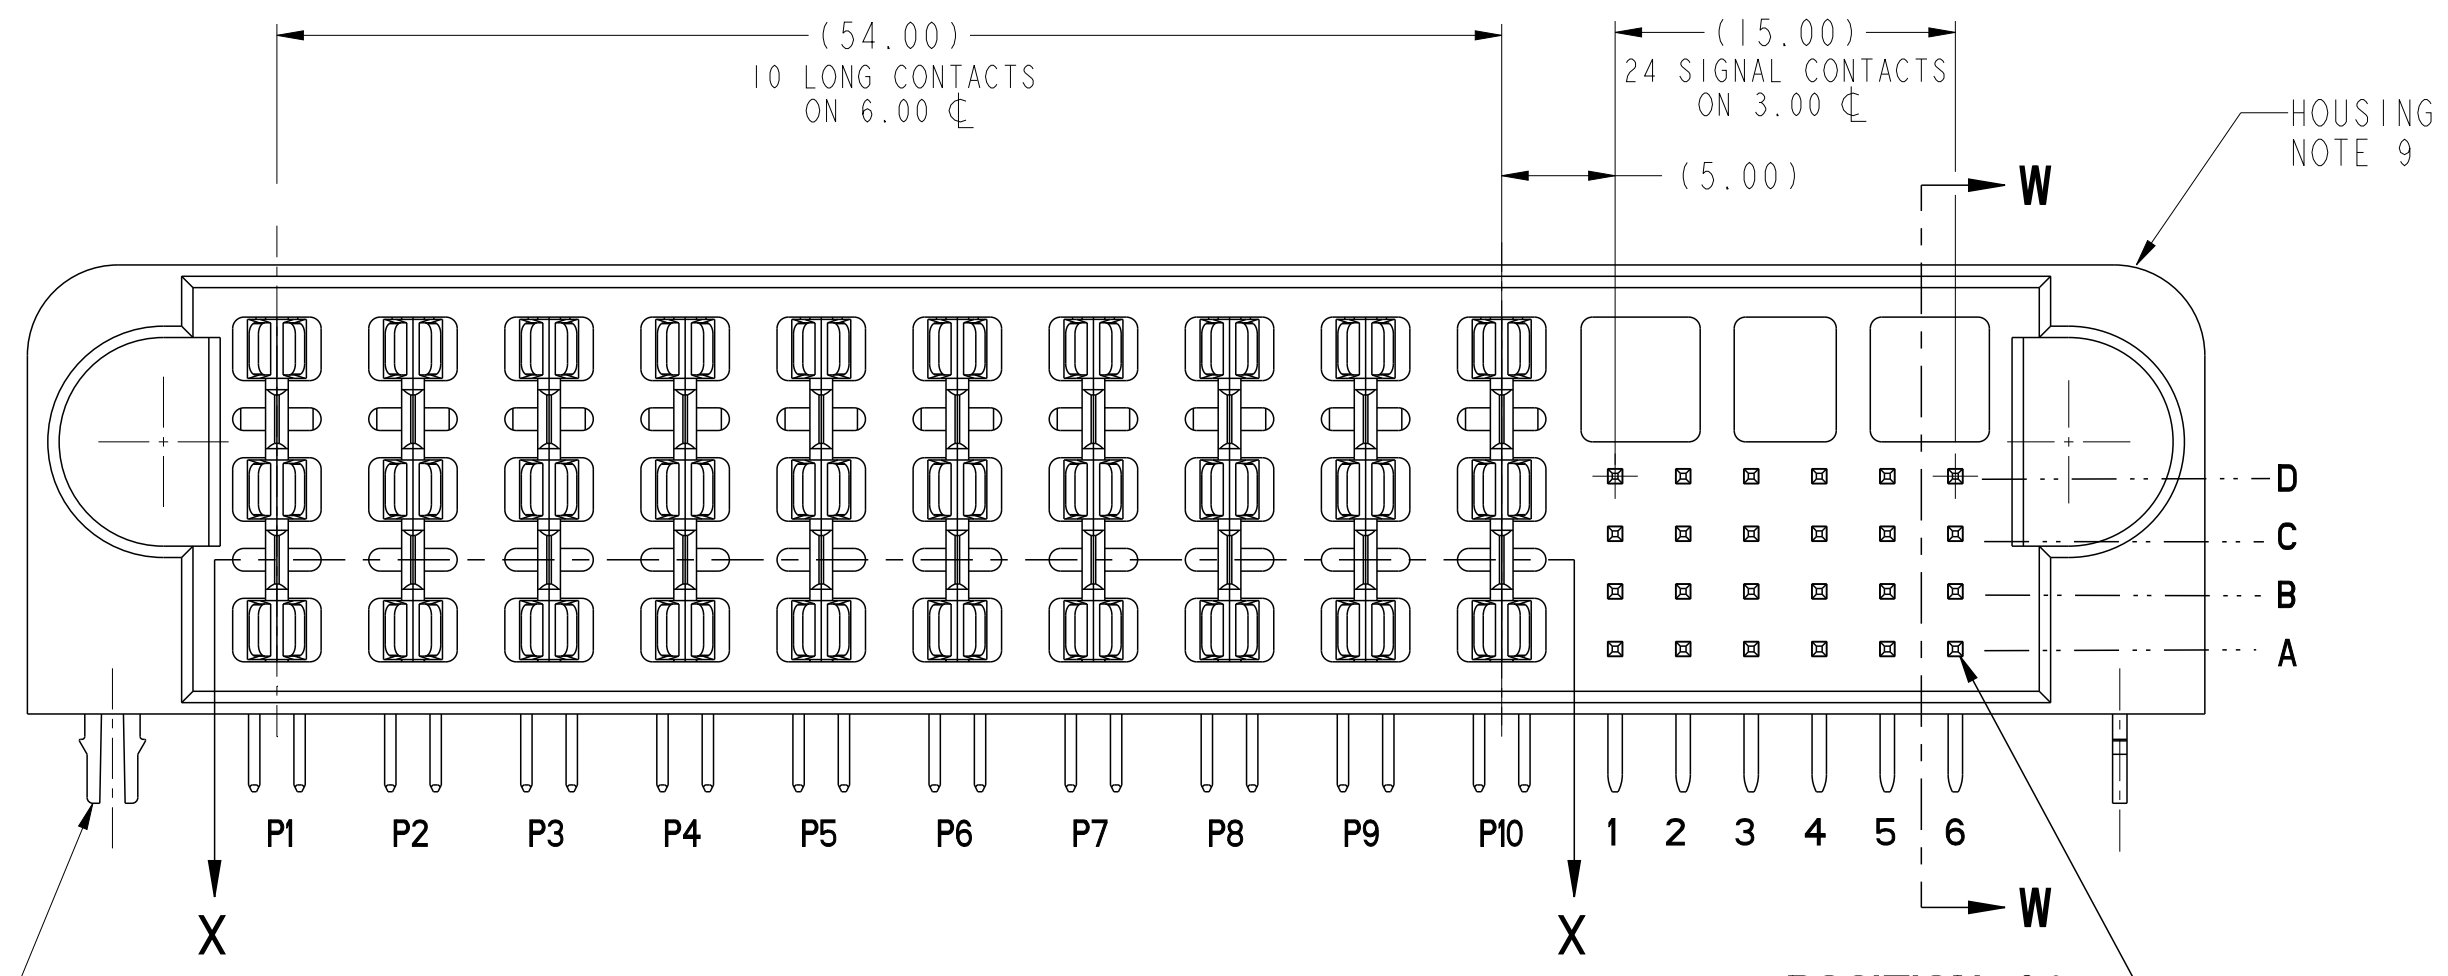 (54.00)
10 LONG CONTACTS
ON 6.00 ℄
(15.00)
24 SIGNAL CONTACTS
ON 3.00 ℄
(5.00)
HOUSING
NOTE 9
W
D
C
B
A
P1 P2 P3 P4 P5 P6 P7 P8 P9 P10 1 2 3 4 5 6
X X
W